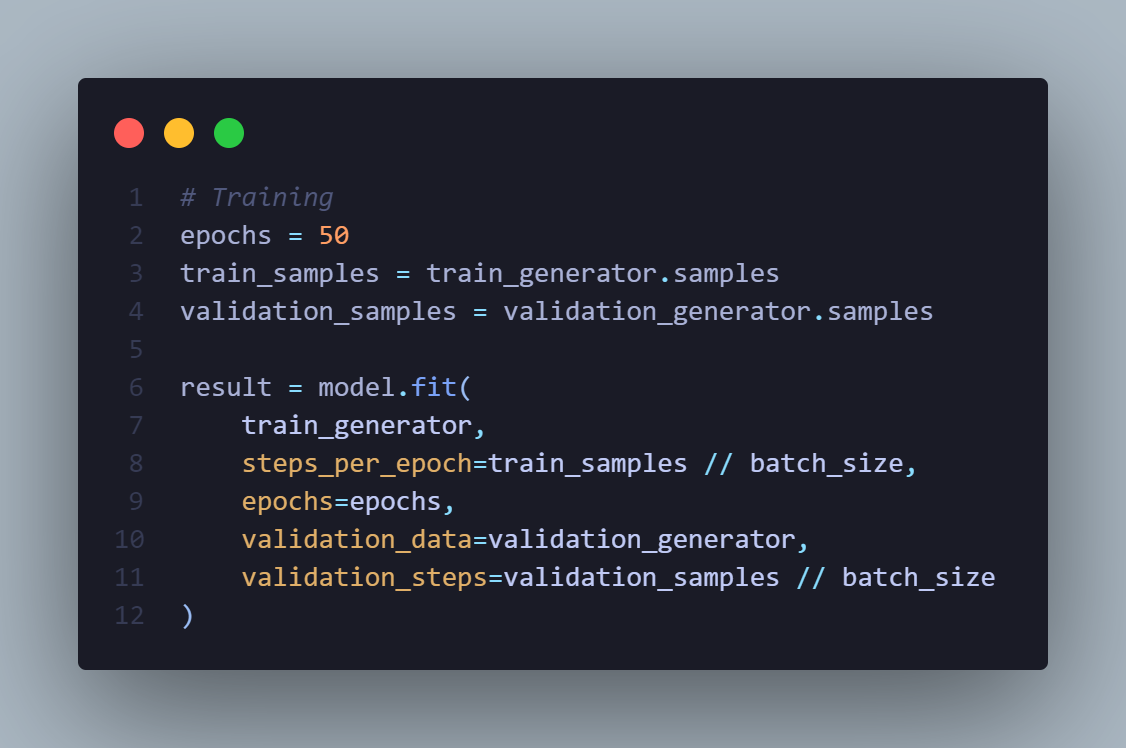 1 # Training
2 epochs = 50
3 train_samples = train_generator.samples
4 validation_samples = validation_generator.samples
5
6 result = model.fit(
7     train_generator,
8     steps_per_epoch=train_samples // batch_size,
9     epochs=epochs,
10     validation_data=validation_generator,
11     validation_steps=validation_samples // batch_size
12 )